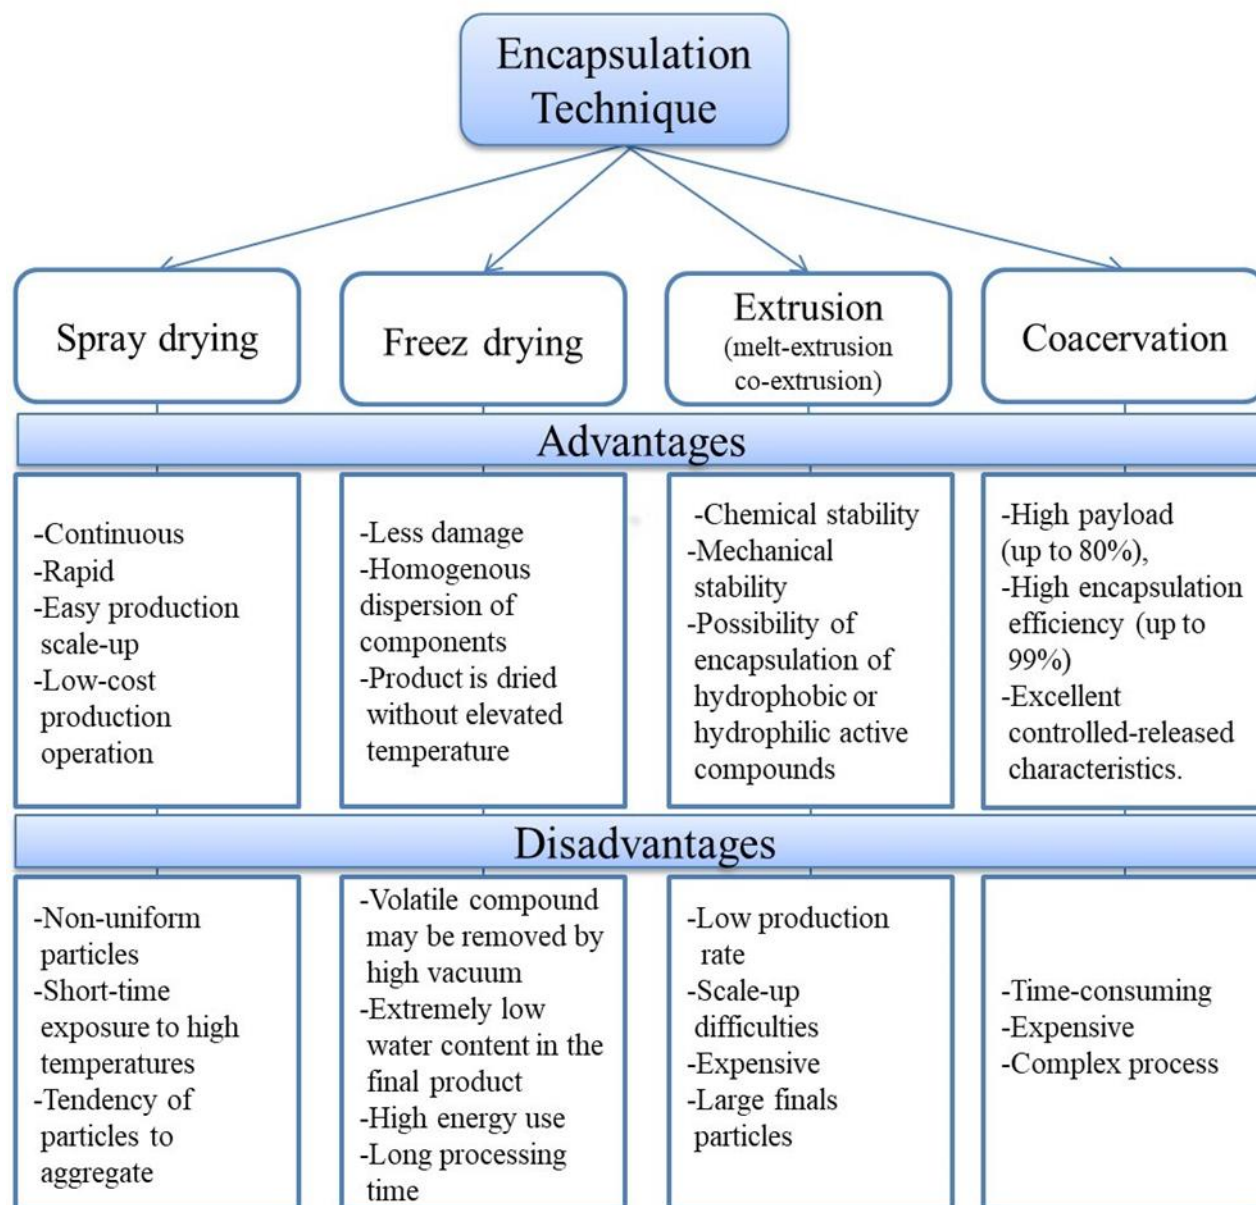 Encapsulation
Technique
Spray drying
Freez drying
Extrusion
(melt-extrusion
co-extrusion)
Coacervation
Advantages
-Continuous
-Rapid
-Easy production
scale-up
-Low-cost
production
operation
-Less damage
-Homogenous
dispersion of
components
-Product is dried
without elevated
temperature
-Chemical stability
-Mechanical
stability
-Possibility of
encapsulation of
hydrophobic or
hydrophilic active
compounds
-High payload
(up to 80%),
-High encapsulation
efficiency (up to
99%)
-Excellent
controlled-released
characteristics.
Disadvantages
-Non-uniform
particles
-Short-time
exposure to high
temperatures
-Tendency of
particles to
aggregate
-Volatile compound
may be removed by
high vacuum
-Extremely low
water content in the
final product
-High energy use
-Long processing
time
-Low production
rate
-Scale-up
difficulties
-Expensive
-Large finals
particles
-Time-consuming
-Expensive
-Complex process